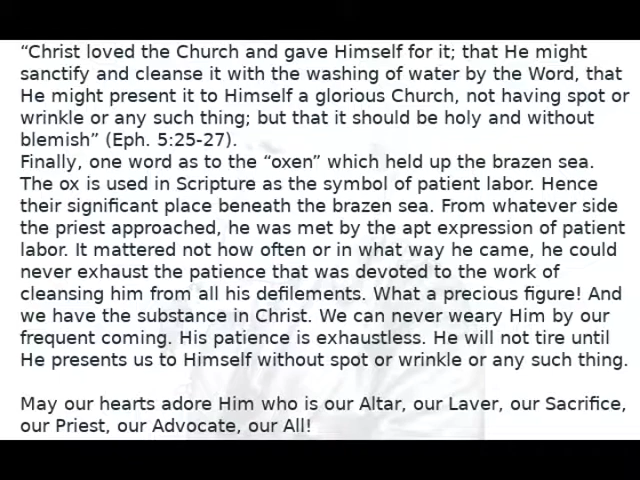 “Christ loved the Church and gave Himself for it; that He might
sanctify and cleanse it with the washing of water by the Word, that
He might present it to Himself a glorious Church, not having spot or
wrinkle or any such thing; but that it should be holy and without
blemish” (Eph. 5:25-27).
Finally, one word as to the “oxen” which held up the brazen sea.
The ox is used in Scripture as the symbol of patient labor. Hence
their significant place beneath the brazen sea. From whatever side
the priest approached, he was met by the apt expression of patient
labor. It mattered not how often or in what way he came, he could
never exhaust the patience that was devoted to the work of
cleansing him from all his defilements. What a precious figure! And
we have the substance in Christ. We can never weary Him by our
frequent coming. His patience is exhaustless. He will not tire until
He presents us to Himself without spot or wrinkle or any such thing.
May our hearts adore Him who is our Altar, our Laver, our Sacrifice,
our Priest, our Advocate, our All!